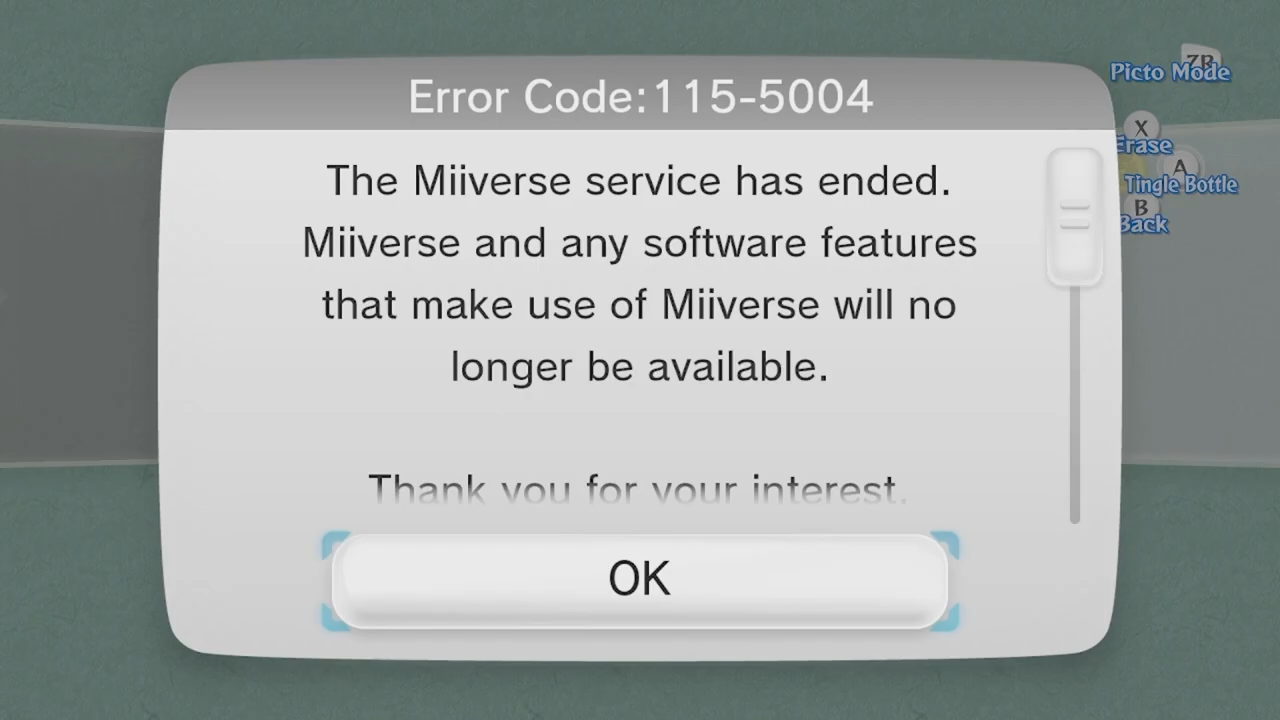 Error Code:115-5004
The Miiverse service has ended.
Miiverse and any software features
that make use of Miiverse will no
longer be available.
Thank you for your interest.
OK
ZR
Picto Mode
X
Erase
A
Tingle Bottle
B
Back